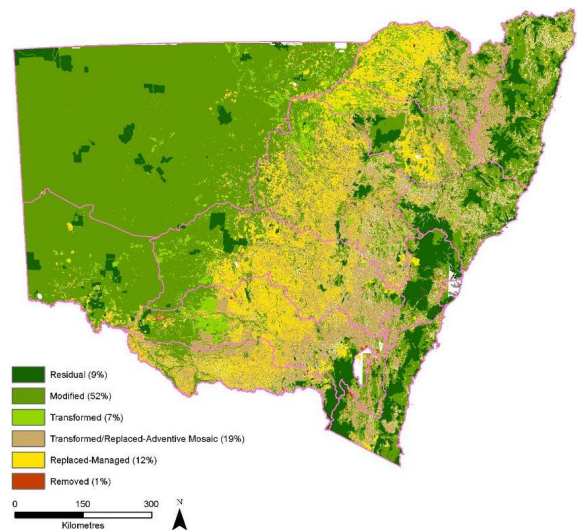 Residual (9%)
Modified (52%)
Transformed (7%)
Transformed/Replaced-Adventive Mosaic (19%)
Replaced-Managed (12%)
Removed (1%)
0 150 300
Kilometres
N